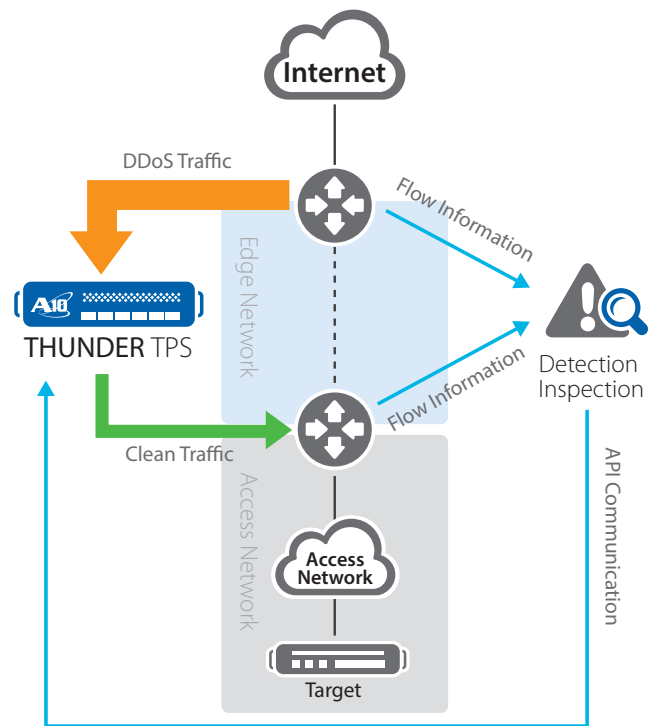 Internet
DDoS Traffic
Flow Information
Edge Network
A10
THUNDER TPS
Detection
Inspection
Flow Information
Clean Traffic
Access Network
API Communication
Access
Network
Target